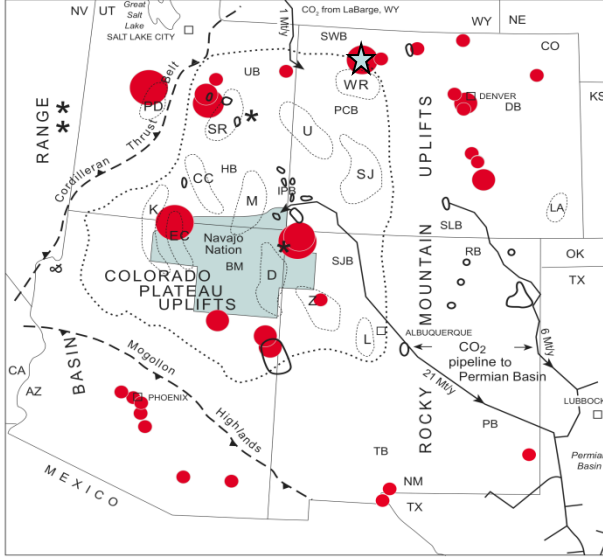 NV UT
Great
Salt
Lake
SALT LAKE CITY
1 Mt/y
CO2 from LaBarge, WY
WY NE
SWB
CO
UB
WR
Belt
PD
DENVER
DB
KS
RANGE
*
*
*
SR
PCB
UPLIFTS
U
Thrust
Cordilleran
HB
CC
SJ
IPB
M
K
LA
EC
Navajo
Nation
*
SLB
RB
OK
TX
BM
D
SJB
&
COLORADO
PLATEAU
UPLIFTS
Z
MOUNTAIN
L
ALBUQUERQUE
CO2
pipeline to
Permian Basin
6 Mt/y
CA
AZ
BASIN
Mogollon
21 Mt/y
ROCKY
PHOENIX
LUBBOCK
Highlands
PB
TB
Permian
Basin
MEXICO
NM
TX